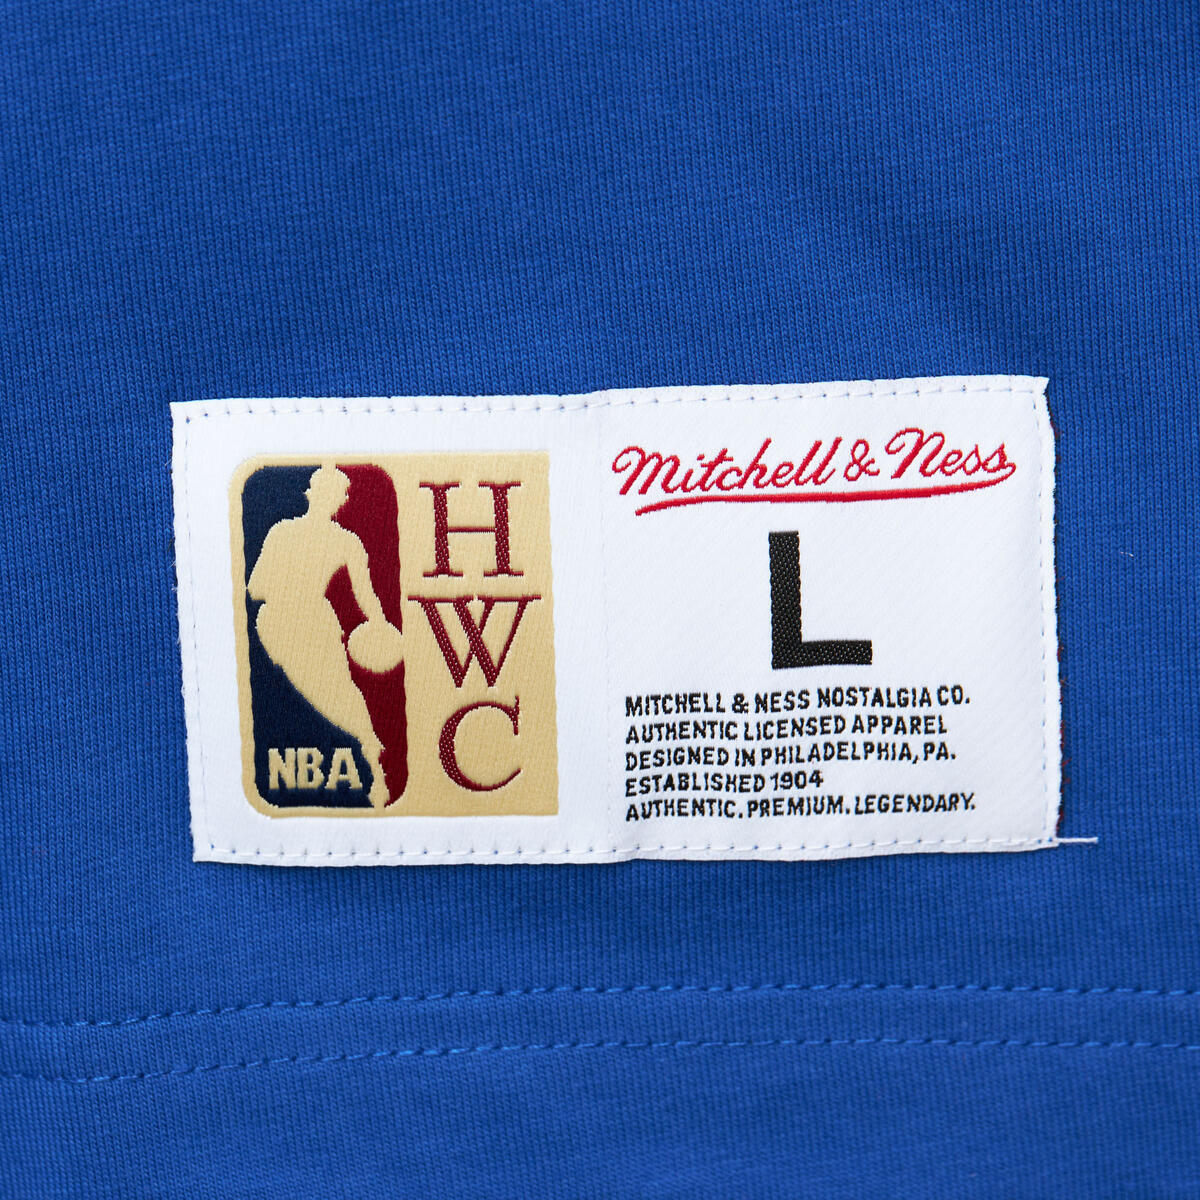 NBA
H
W
C
Mitchell & Ness
L
MITCHELL & NESS NOSTALGIA CO.
AUTHENTIC LICENSED APPAREL
DESIGNED IN PHILADELPHIA, PA.
ESTABLISHED 1904
AUTHENTIC. PREMIUM. LEGENDARY.